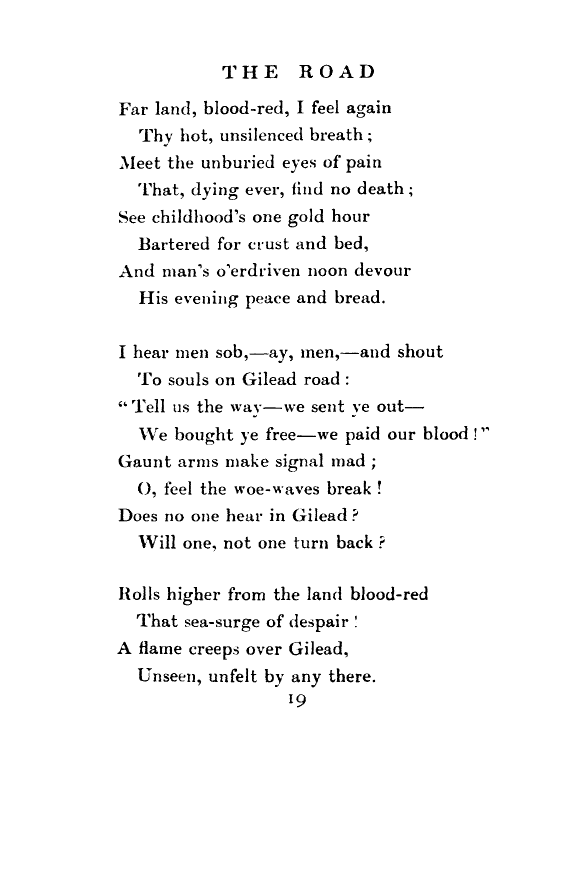 THE ROAD
Far land, blood-red, I feel again
Thy hot, unsilenced breath;
Meet the unburied eyes of pain
That, dying ever, find no death;
See childhood's one gold hour
Bartered for crust and bed,
And man's o'erdriven noon devour
His evening peace and bread.

I hear men sob,—ay, men,—and shout
To souls on Gilead road:
“Tell us the way—we sent ye out—
We bought ye free—we paid our blood!”
Gaunt arms make signal mad;
O, feel the woe-waves break!
Does no one hear in Gilead?
Will one, not one turn back?

Rolls higher from the land blood-red
That sea-surge of despair!
A flame creeps over Gilead,
Unseen, unfelt by any there.
19